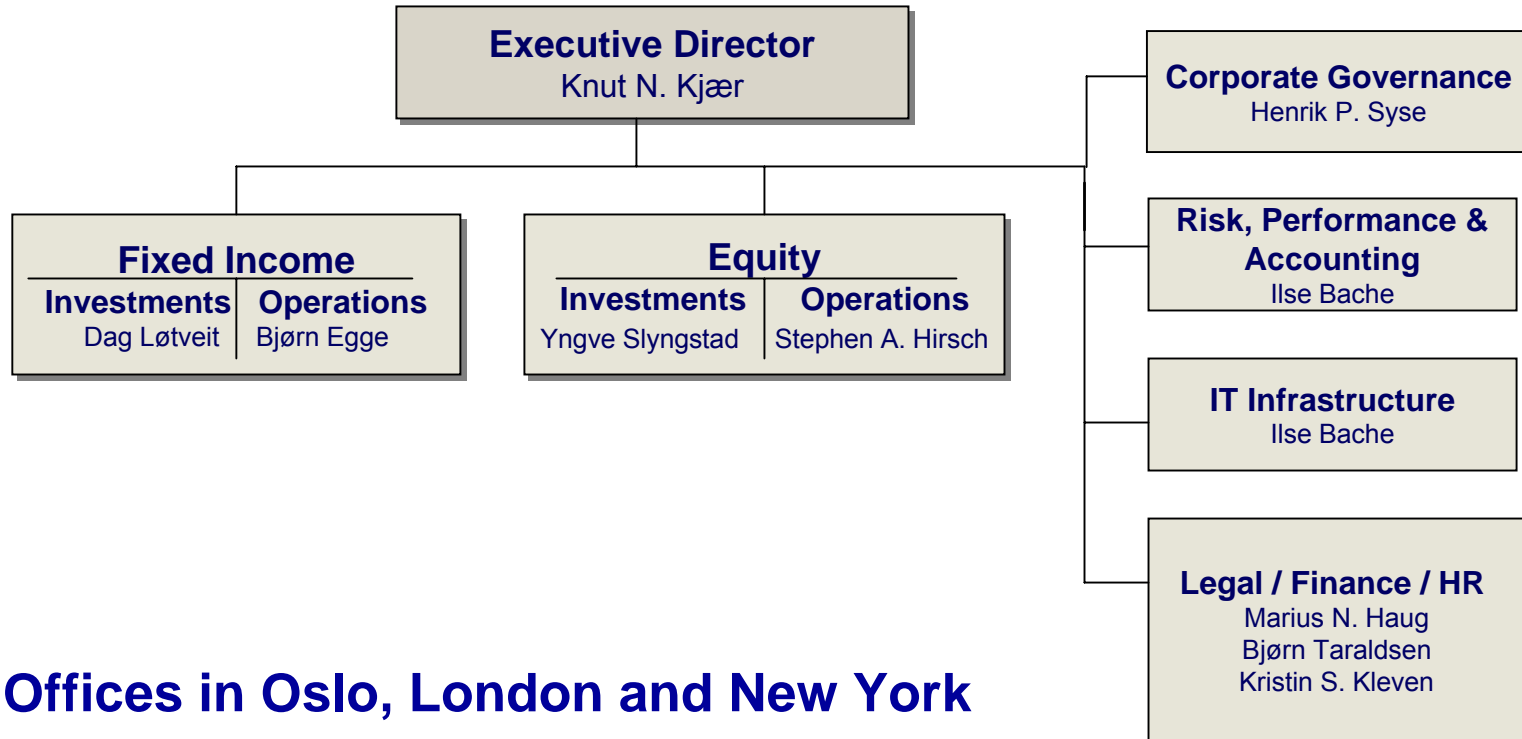 Executive Director
Knut N. Kjær
Corporate Governance
Henrik P. Syse
Risk, Performance &
Accounting
Ilse Bache
Fixed Income
Investments Operations
Dag Løtveit Bjørn Egge
Equity
Investments Operations
Yngve Slyngstad Stephen A. Hirsch
IT Infrastructure
Ilse Bache
Legal / Finance / HR
Marius N. Haug
Bjørn Taraldsen
Kristin S. Kleven
Offices in Oslo, London and New York